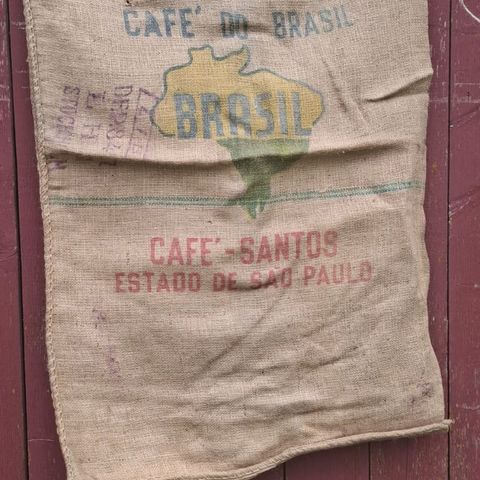 CAFE' DO BRASIL
BRASIL
CAFE'-SANTOS
ESTADO DE SAO PAULO